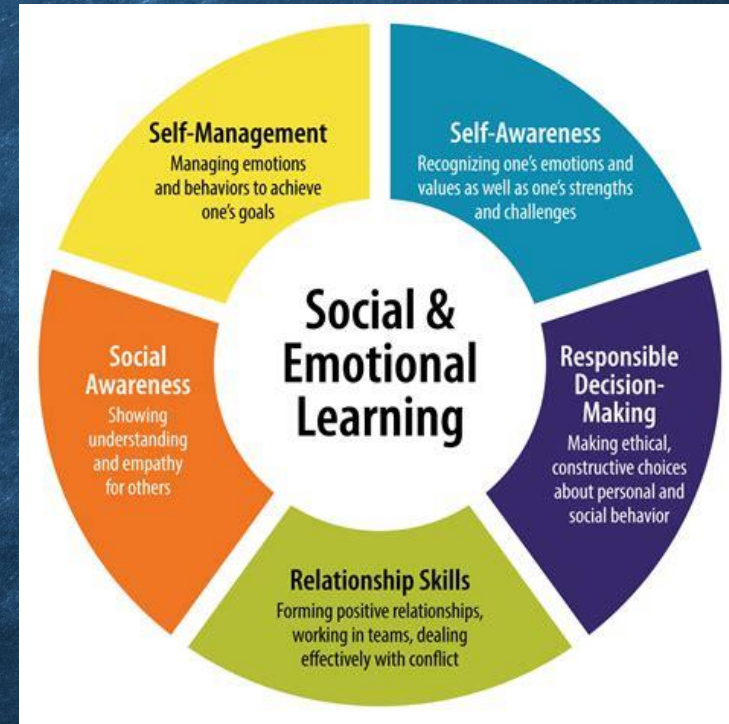 Self-Management
Managing emotions
and behaviors to achieve
one's goals
Self-Awareness
Recognizing one's emotions and
values as well as one's strengths
and challenges
Social &
Emotional
Learning
Social
Awareness
Showing
understanding
and empathy
for others
Responsible
Decision-
Making
Making ethical,
constructive choices
about personal and
social behavior
Relationship Skills
Forming positive relationships,
working in teams, dealing
effectively with conflict